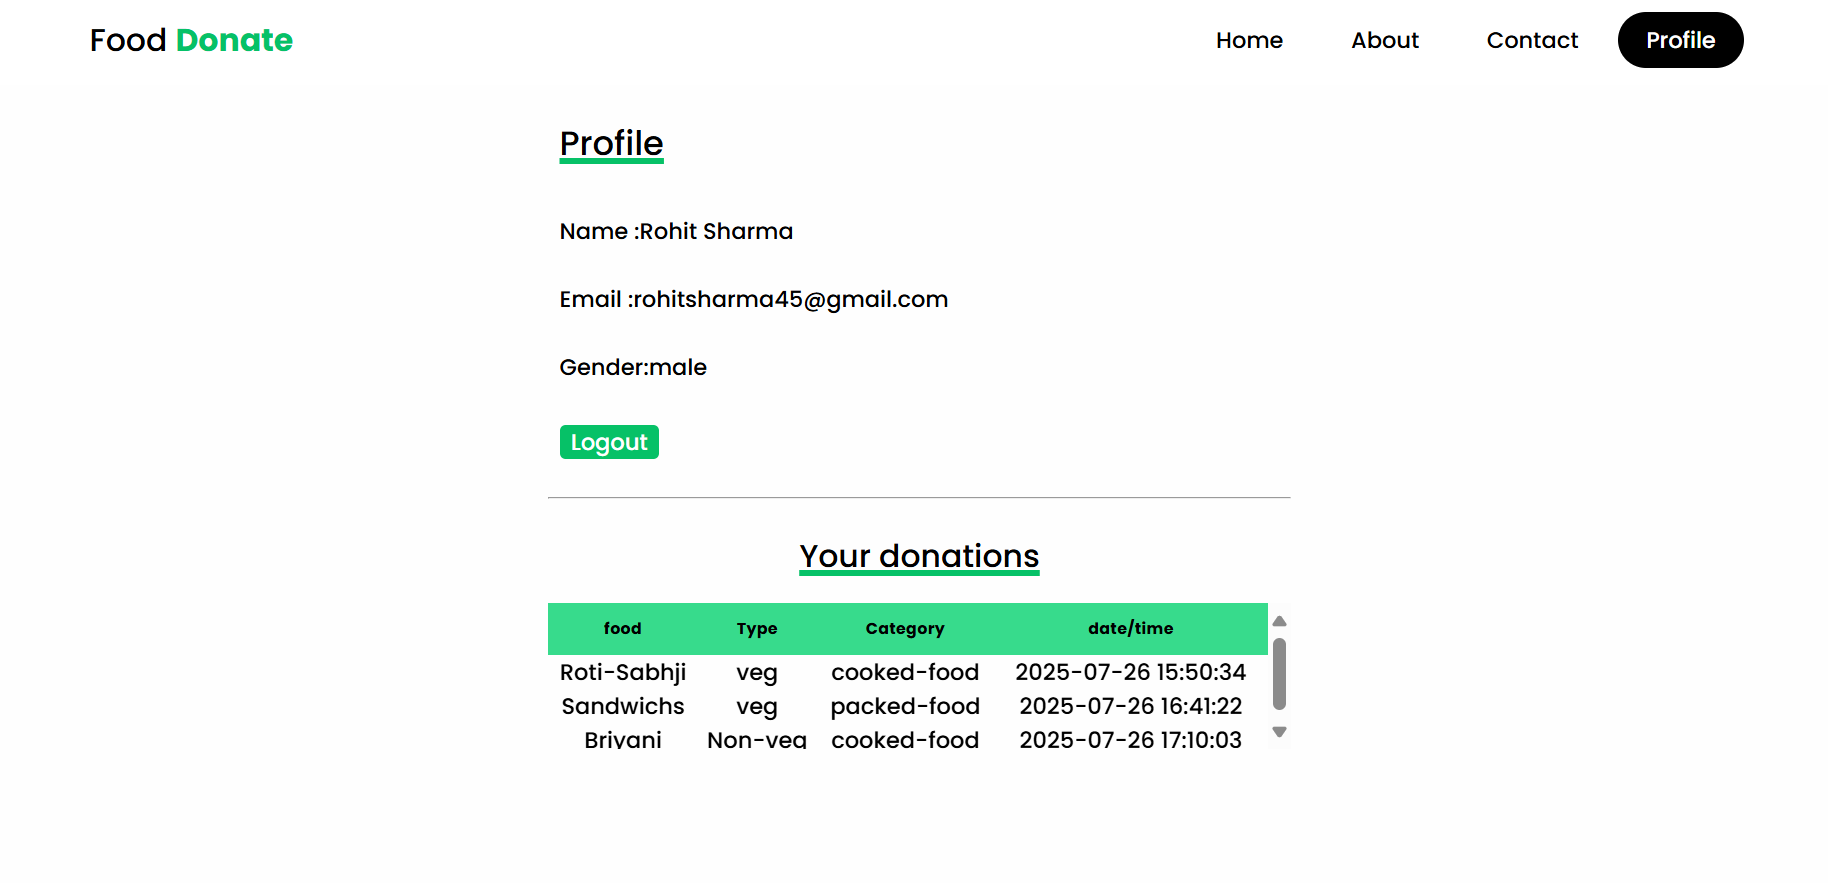 Food Donate Home About Contact Profile
Profile
Name :Rohit Sharma
Email :rohitsharma45@gmail.com
Gender:male
Logout
Your donations
food Type Category date/time
Roti-Sabhji veg cooked-food 2025-07-26 15:50:34
Sandwichs veg packed-food 2025-07-26 16:41:22
Briyani Non-veg cooked-food 2025-07-26 17:10:03